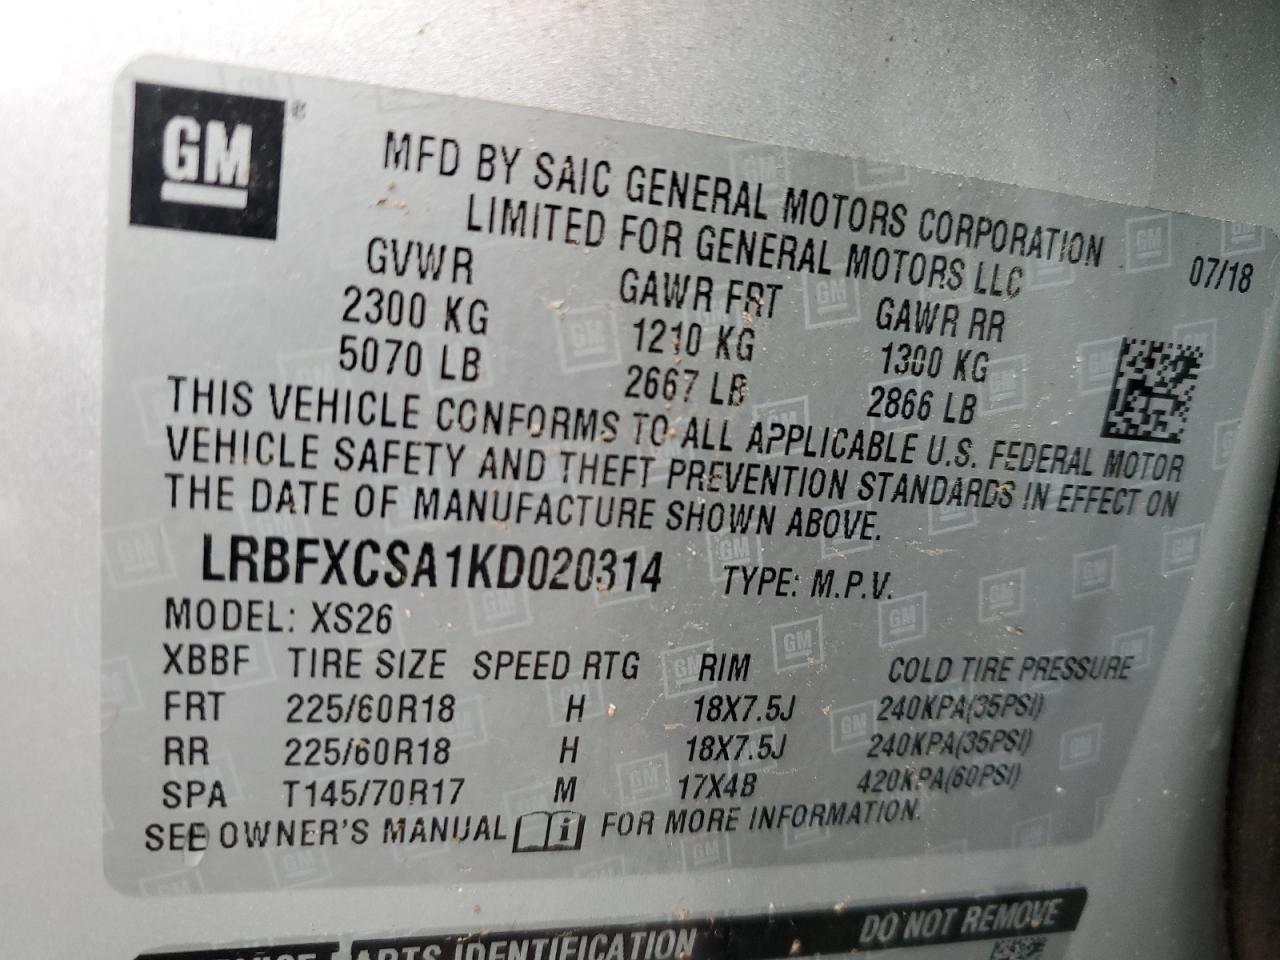 GM ®
MFD BY SAIC GENERAL MOTORS CORPORATION
LIMITED FOR GENERAL MOTORS LLC
07/18
GVWR GAWR FRT GAWR RR
2300 KG 1210 KG 1300 KG
5070 LB 2667 LB 2866 LB
THIS VEHICLE CONFORMS TO ALL APPLICABLE U.S. FEDERAL MOTOR
VEHICLE SAFETY AND THEFT PREVENTION STANDARDS IN EFFECT ON
THE DATE OF MANUFACTURE SHOWN ABOVE.
LRBFXCSA1KD020314 TYPE: M.P.V.
MODEL: XS26
XBBF TIRE SIZE SPEED RTG RIM COLD TIRE PRESSURE
FRT 225/60R18 H 18X7.5J 240KPA(35PSI)
RR 225/60R18 H 18X7.5J 240KPA(35PSI)
SPA T145/70R17 M 17X4B 420KPA(60PSI)
SEE OWNER'S MANUAL i FOR MORE INFORMATION.
PARTS IDENTIFICATION DO NOT REMOVE